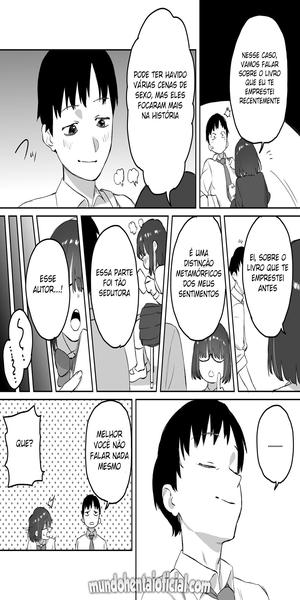 NESSE CASO,
VAMOS FALAR
SOBRE O LIVRO
QUE EU TE
EMPRESTEI
RECENTEMENTE
PODE TER HAVIDO
VÁRIAS CENAS DE
SEXO, MAS ELES
FOCARAM MAIS
NA HISTÓRIA
EI, SOBRE O
LIVRO QUE TE
EMPRESTEI
ANTES
É UMA
DISTINÇÃO
METAMÓRFICOS
DOS MEUS
SENTIMENTOS
ESSA PARTE
FOI TÃO
SEDUTORA
ESSE
AUTOR...!
MELHOR
VOCÊ NÃO
FALAR NADA
MESMO
QUE?
mundohentaioficial.com